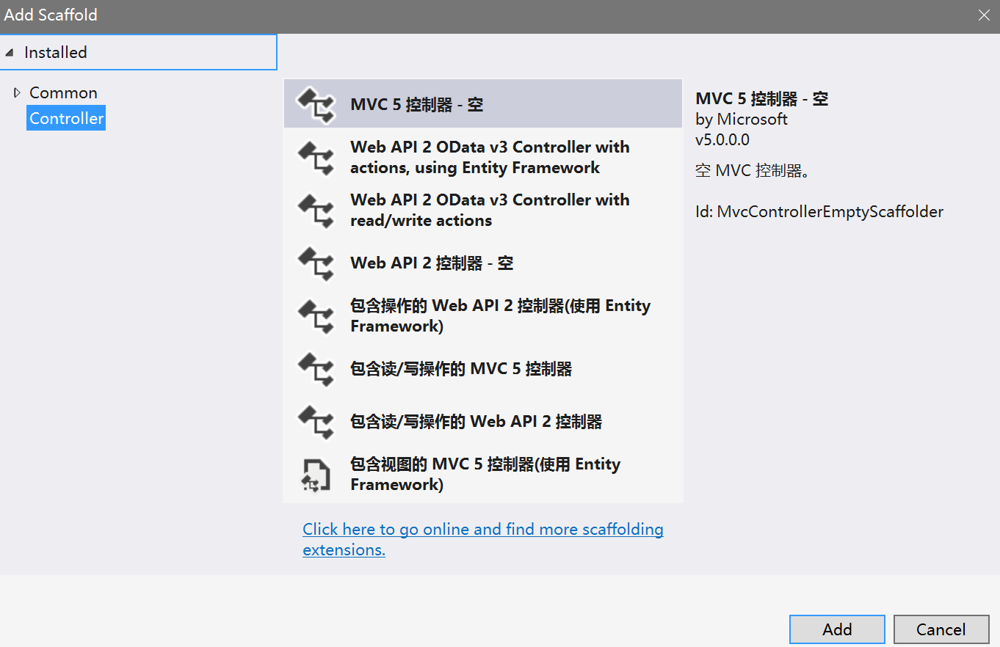 Add Scaffold
Installed
Common
Controller
MVC 5 控制器 - 空
Web API 2 OData v3 Controller with
actions, using Entity Framework
Web API 2 OData v3 Controller with
read/write actions
Web API 2 控制器 - 空
包含操作的 Web API 2 控制器(使用 Entity
Framework)
包含读/写操作的 MVC 5 控制器
包含读/写操作的 Web API 2 控制器
包含视图的 MVC 5 控制器(使用 Entity
Framework)
Click here to go online and find more scaffolding
extensions.
MVC 5 控制器 - 空
by Microsoft
v5.0.0.0
空 MVC 控制器。
Id: MvcControllerEmptyScaffolder
Add
Cancel